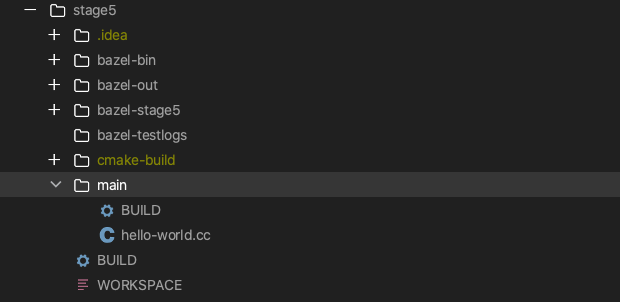 stage5
.idea
bazel-bin
bazel-out
bazel-stage5
bazel-testlogs
cmake-build
main
BUILD
hello-world.cc
BUILD
WORKSPACE